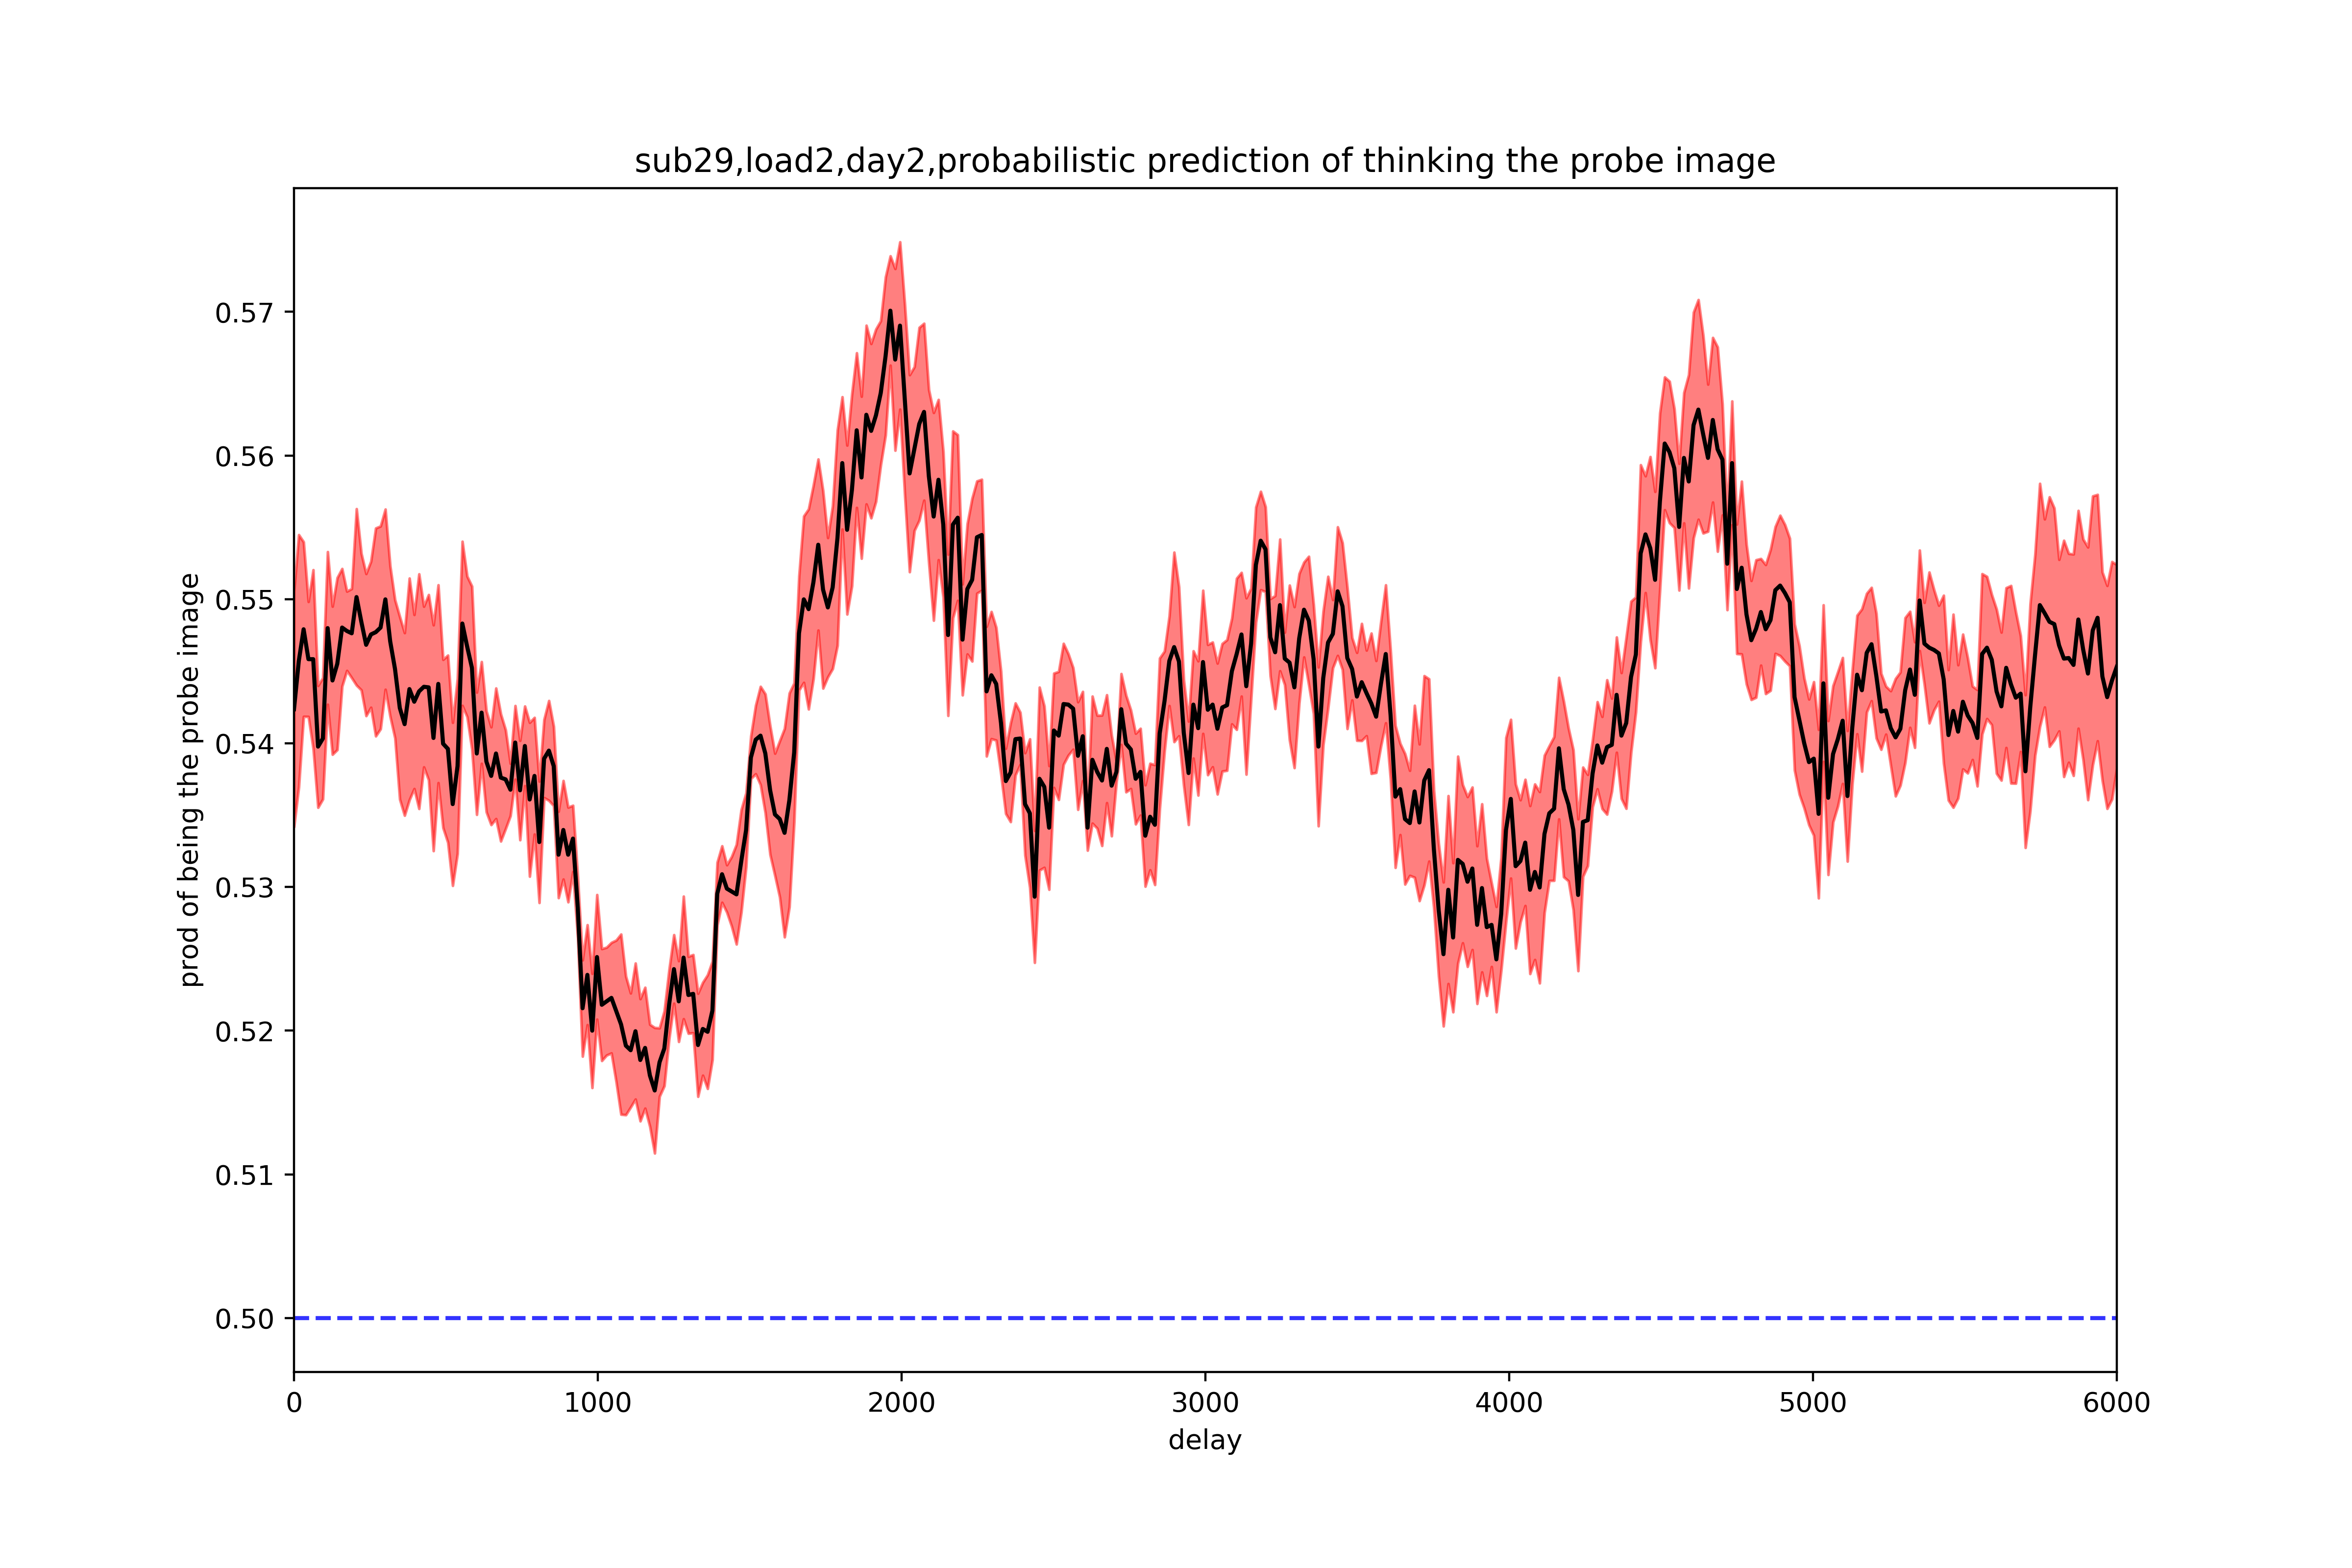 sub29,load2,day2,probabilistic prediction of thinking the probe image
prod of being the probe image
0.57
0.56
0.55
0.54
0.53
0.52
0.51
0.50
0 1000 2000 3000 4000 5000 6000
delay